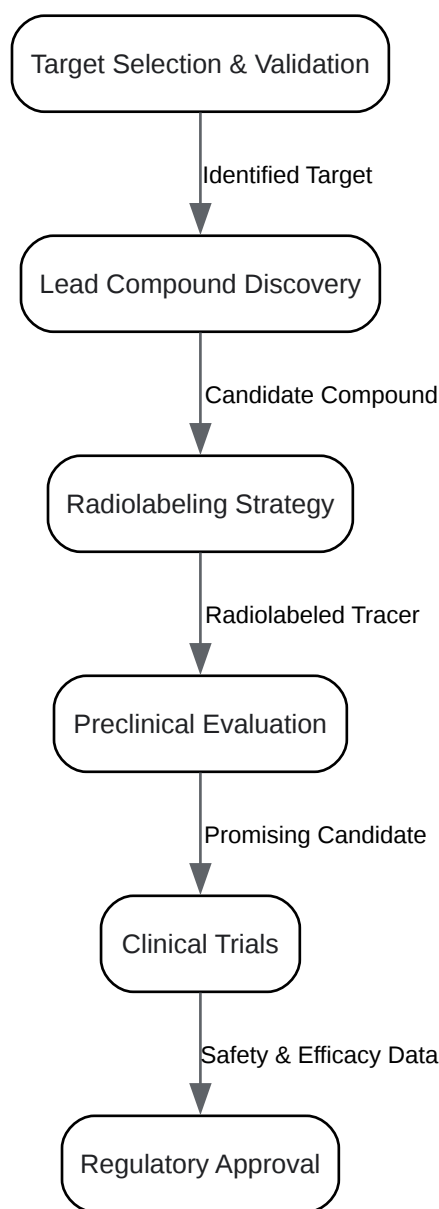 Target Selection & Validation
Identified Target
Lead Compound Discovery
Candidate Compound
Radiolabeling Strategy
Radiolabeled Tracer
Preclinical Evaluation
Promising Candidate
Clinical Trials
Safety & Efficacy Data
Regulatory Approval